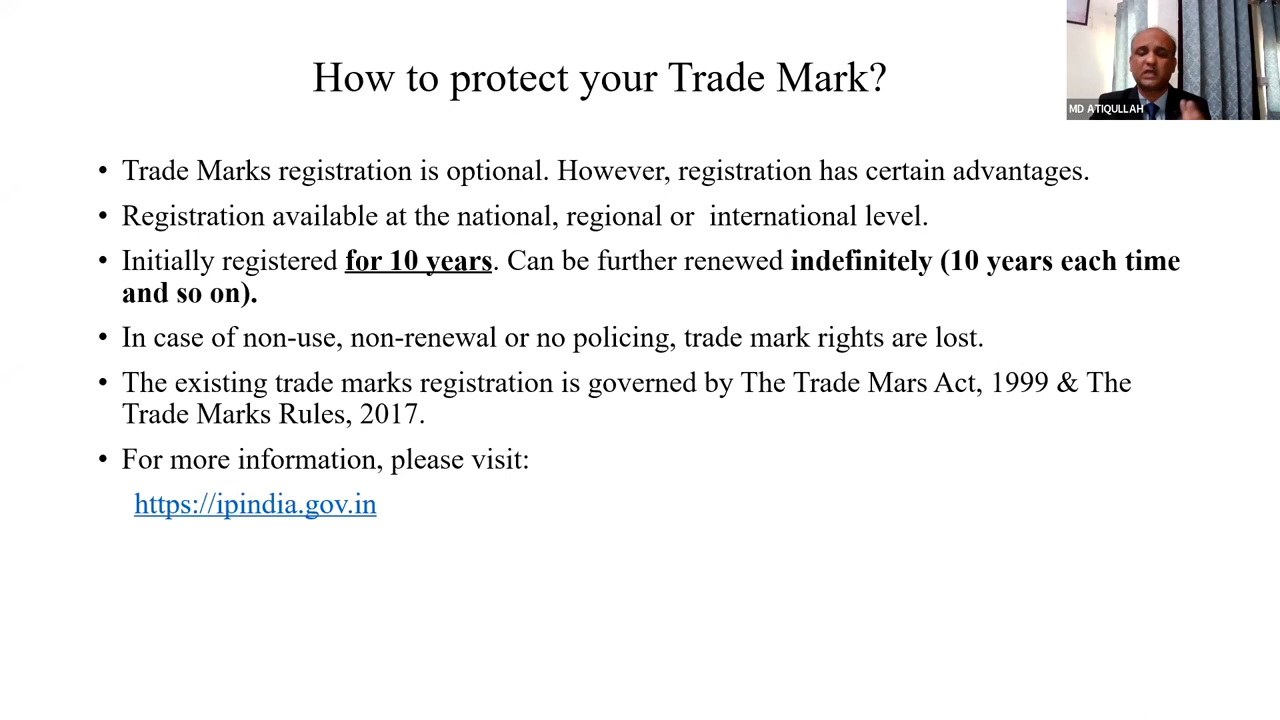 How to protect your Trade Mark?
MD ATIQULLAH
• Trade Marks registration is optional. However, registration has certain advantages.
• Registration available at the national, regional or  international level.
• Initially registered for 10 years. Can be further renewed indefinitely (10 years each time
and so on).
• In case of non-use, non-renewal or no policing, trade mark rights are lost.
• The existing trade marks registration is governed by The Trade Mars Act, 1999 & The
Trade Marks Rules, 2017.
• For more information, please visit:
https://ipindia.gov.in